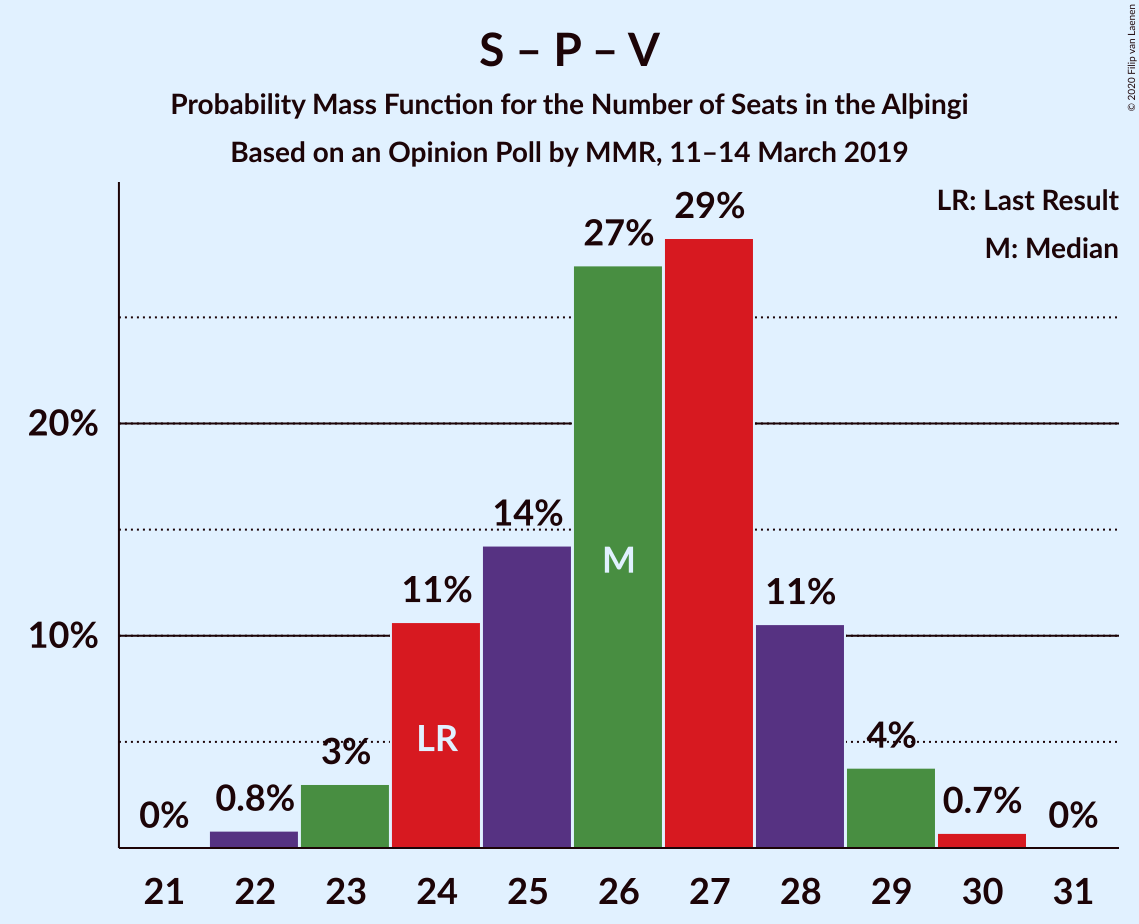 S – P – V
Probability Mass Function for the Number of Seats in the Alþingi
Based on an Opinion Poll by MMR, 11–14 March 2019
© 2020 Filip van Laenen
LR: Last Result
M: Median
20%
10%
0%
0.8%
3%
11%
14%
27%
29%
11%
4%
0.7%
0%
LR
M
21 22 23 24 25 26 27 28 29 30 31